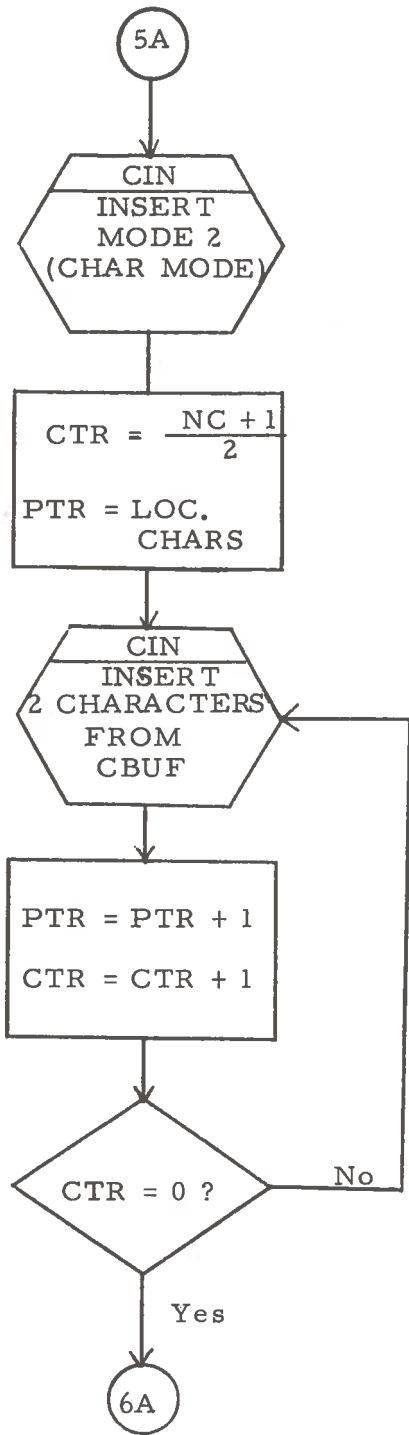 5A
CIN
INSERT
MODE 2
(CHAR MODE)
CTR = NC + 1
2
PTR = LOC.
CHARS
CIN
INSERT
2 CHARACTERS
FROM
CBUF
PTR = PTR + 1
CTR = CTR + 1
CTR = 0 ?
No
Yes
6A